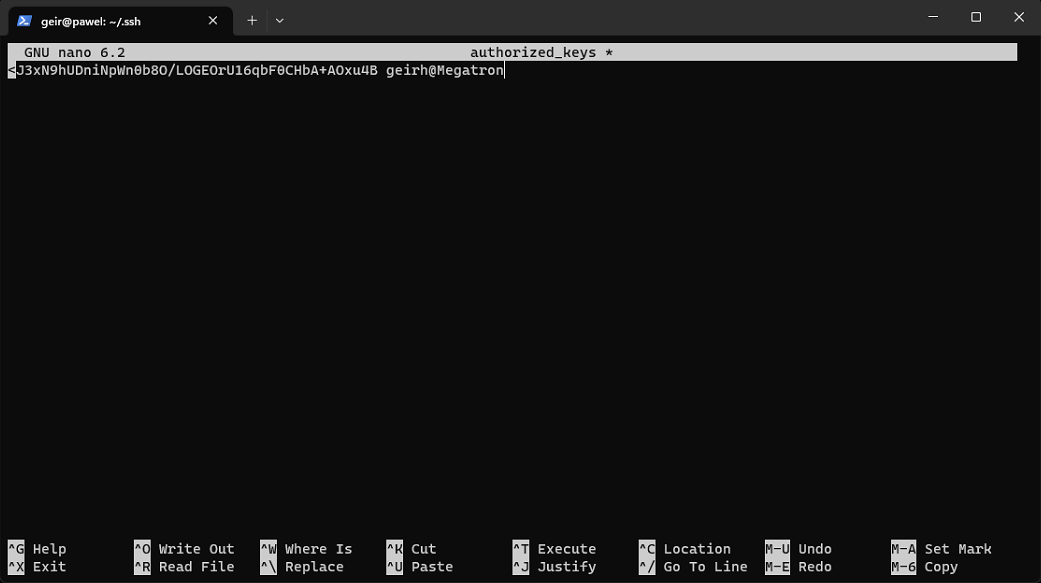 geir@pawel: ~/.ssh
GNU nano 6.2 authorized_keys *
<J3xN9hUDniNpWn0b8O/LOGEOrU16qbF0CHbA+AOxu4B geirh@Megatron
^G Help ^O Write Out ^W Where Is ^K Cut ^T Execute ^C Location M-U Undo M-A Set Mark
^X Exit ^R Read File ^\ Replace ^U Paste ^J Justify ^/ Go To Line M-E Redo M-6 Copy